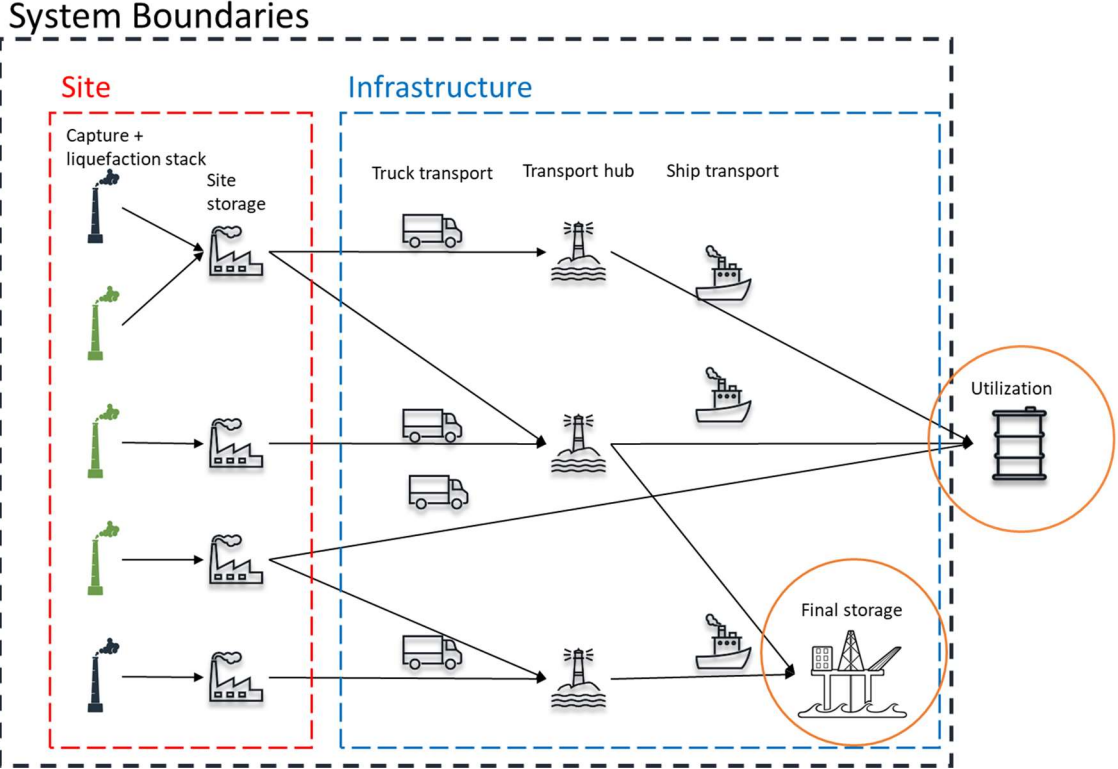 System Boundaries
Site
Infrastructure
Capture +
liquefaction stack
Site
storage
Truck transport
Transport hub
Ship transport
Utilization
Final storage